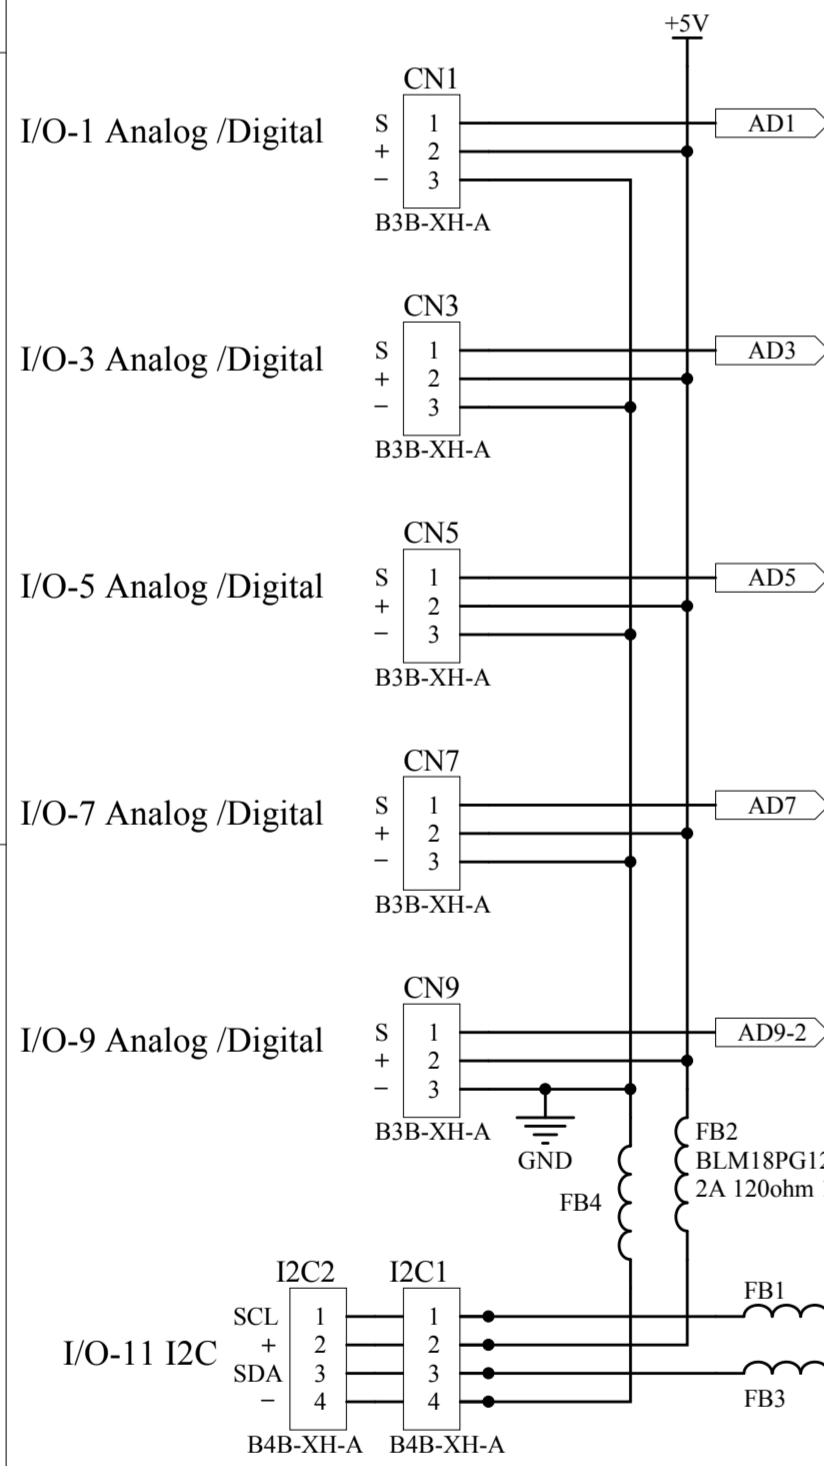 +5V
CN1
I/O-1 Analog /Digital
S 1
+ 2
− 3
AD1
B3B-XH-A
CN3
I/O-3 Analog /Digital
S 1
+ 2
− 3
AD3
B3B-XH-A
CN5
I/O-5 Analog /Digital
S 1
+ 2
− 3
AD5
B3B-XH-A
CN7
I/O-7 Analog /Digital
S 1
+ 2
− 3
AD7
B3B-XH-A
CN9
I/O-9 Analog /Digital
S 1
+ 2
− 3
AD9-2
B3B-XH-A
GND
FB2
BLM18PG12
2A 120ohm
FB4
I2C2 I2C1
I/O-11 I2C
SCL 1 1
+ 2 2
SDA 3 3
− 4 4
B4B-XH-A B4B-XH-A
FB1
FB3